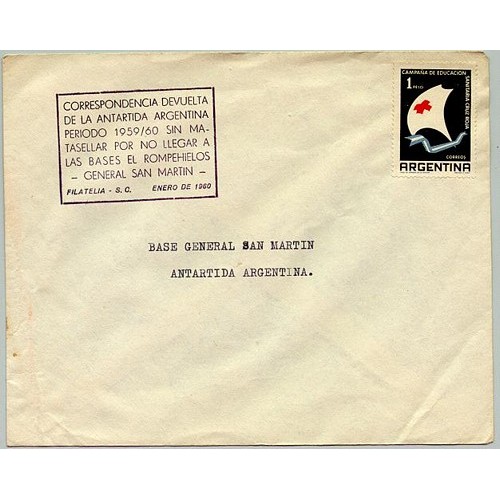 CORRESPONDENCIA DEVUELTA
DE LA ANTARTIDA ARGENTINA
PERIODO 1959/60 SIN MA-
TASELLAR POR NO LLEGAR A
LAS BASES EL ROMPEHIELOS
- GENERAL SAN MARTIN -
FILATELIA - S. C. ENERO DE 1960
CAMPAÑA DE EDUCACION
SANITARIA CRUZ ROJA
1 PESO
CORREOS
ARGENTINA
BASE GENERAL SAN MARTIN
ANTARTIDA ARGENTINA.